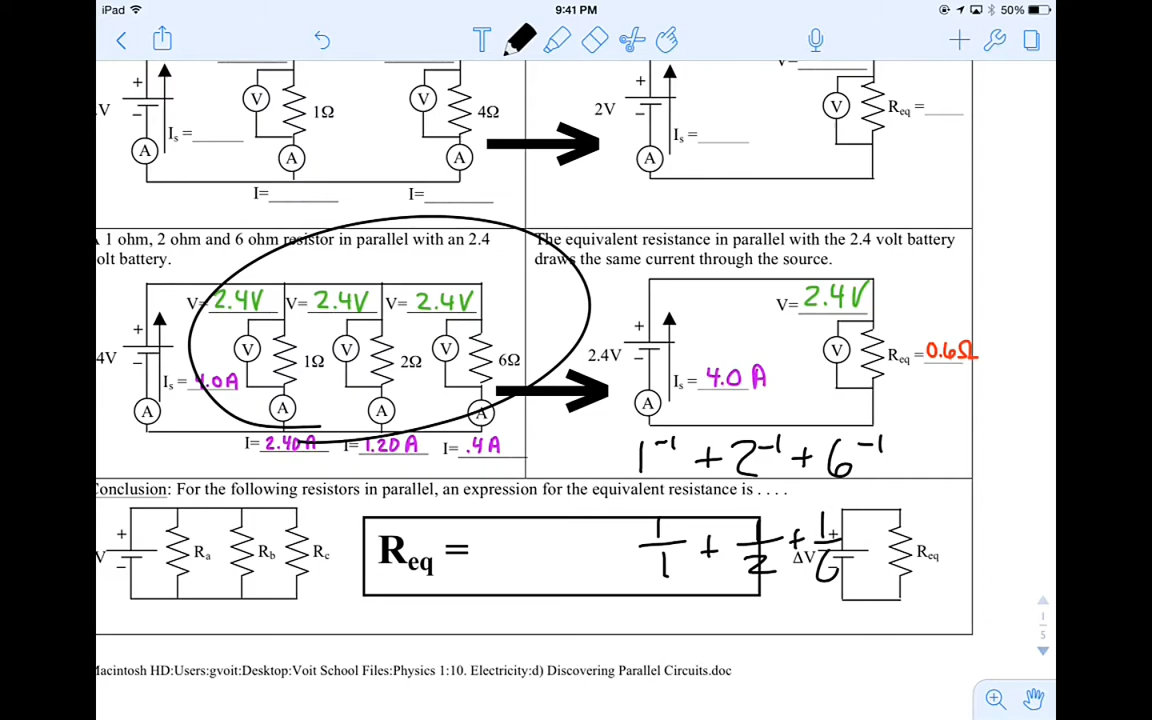 iPad 9:41 PM 50%
T
+ + V=
V V V
V 1Ω 4Ω 2V Req =
Is = Is =
A A A A
I= I=
1 ohm, 2 ohm and 6 ohm resistor in parallel with an 2.4
olt battery.
The equivalent resistance in parallel with the 2.4 volt battery
draws the same current through the source.
V= 2.4V V= 2.4V V= 2.4V
+
V V V
4V 1Ω 2Ω 6Ω
Is = 4.0 A
A A A A
I= 2.40 A I= 1.20 A I= .4 A
V= 2.4V
+
V
2.4V Req = 0.6Ω
Is = 4.0 A
A
1⁻¹ + 2⁻¹ + 6⁻¹
Conclusion: For the following resistors in parallel, an expression for the equivalent resistance is . . . .
+
V Ra Rb Rc
Req =
1/1 + 1/2 + 1/6
+
ΔV Req
1
5
Macintosh HD:Users:gvoit:Desktop:Voit School Files:Physics 1:10. Electricity:d) Discovering Parallel Circuits.doc